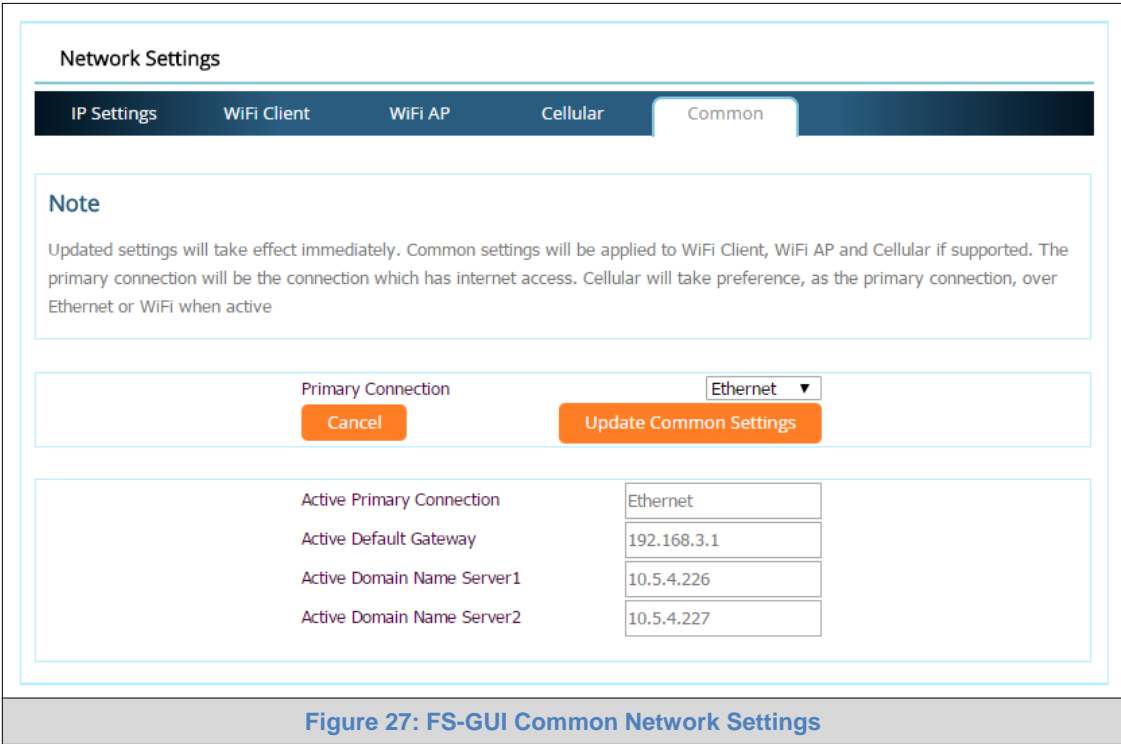 Network Settings
IP Settings WiFi Client WiFi AP Cellular Common
Note
Updated settings will take effect immediately. Common settings will be applied to WiFi Client, WiFi AP and Cellular if supported. The
primary connection will be the connection which has internet access. Cellular will take preference, as the primary connection, over
Ethernet or WiFi when active
Primary Connection Ethernet
Cancel Update Common Settings
Active Primary Connection Ethernet
Active Default Gateway 192.168.3.1
Active Domain Name Server1 10.5.4.226
Active Domain Name Server2 10.5.4.227
Figure 27: FS-GUI Common Network Settings